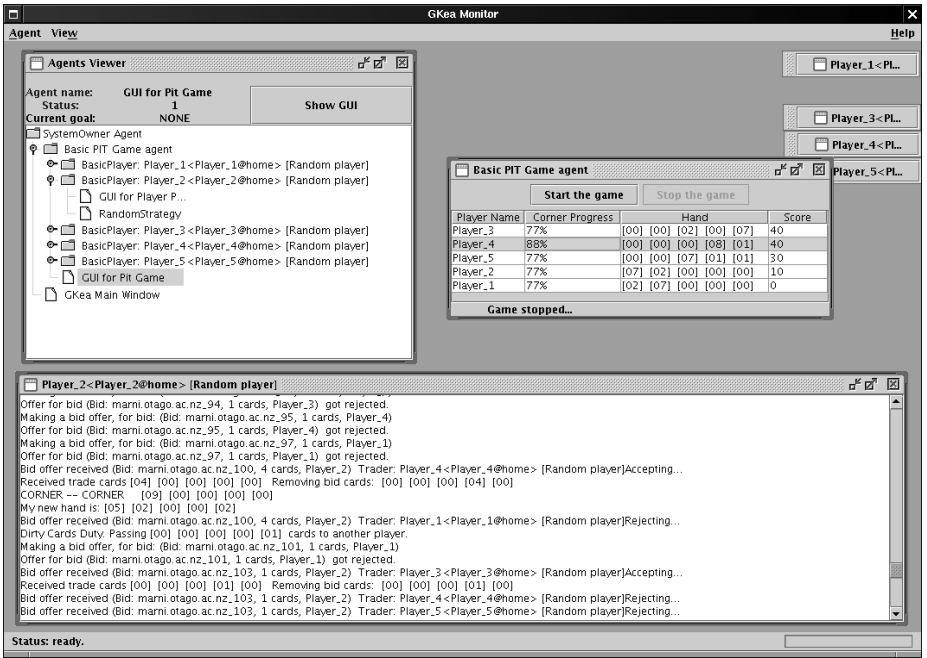 GKea Monitor
Agent View Help
Agents Viewer
Agent name: GUI for Pit Game
Status: 1
Current goal: NONE
Show GUI
SystemOwner Agent
Basic PIT Game agent
BasicPlayer: Player_1<Player_1@home> [Random player]
BasicPlayer: Player_2<Player_2@home> [Random player]
GUI for Player P...
RandomStrategy
BasicPlayer: Player_3<Player_3@home> [Random player]
BasicPlayer: Player_4<Player_4@home> [Random player]
BasicPlayer: Player_5<Player_5@home> [Random player]
GUI for Pit Game
GKea Main Window
Player_1<Pl...
Player_3<Pl...
Player_4<Pl...
Player_5<Pl...
Basic PIT Game agent
Start the game Stop the game
Player Name Corner Progress Hand Score
Player_3 77% [00] [00] [02] [00] [07] 40
Player_4 88% [00] [00] [00] [08] [01] 40
Player_5 77% [00] [00] [07] [01] [01] 30
Player_2 77% [07] [02] [00] [00] [00] 10
Player_1 77% [02] [07] [00] [00] [00] 0
Game stopped...
Player_2<Player_2@home> [Random player]
Offer for bid (Bid: marni.otago.ac.nz_94, 1 cards, Player_3) got rejected.
Making a bid offer, for bid: (Bid: marni.otago.ac.nz_95, 1 cards, Player_4)
Offer for bid (Bid: marni.otago.ac.nz_95, 1 cards, Player_4) got rejected.
Making a bid offer, for bid: (Bid: marni.otago.ac.nz_97, 1 cards, Player_1)
Offer for bid (Bid: marni.otago.ac.nz_97, 1 cards, Player_1) got rejected.
Bid offer received (Bid: marni.otago.ac.nz_100, 4 cards, Player_2) Trader: Player_4<Player_4@home> [Random player]Accepting...
Received trade cards [04] [00] [00] [00] [00] Removing bid cards: [00] [00] [00] [04] [00]
CORNER -- CORNER [09] [00] [00] [00] [00]
My new hand is: [05] [02] [00] [00] [02]
Bid offer received (Bid: marni.otago.ac.nz_100, 4 cards, Player_2) Trader: Player_1<Player_1@home> [Random player]Rejecting...
Dirty Cards Duty. Passing [00] [00] [00] [00] [01] cards to another player.
Making a bid offer, for bid: (Bid: marni.otago.ac.nz_101, 1 cards, Player_1)
Offer for bid (Bid: marni.otago.ac.nz_101, 1 cards, Player_1) got rejected.
Bid offer received (Bid: marni.otago.ac.nz_103, 1 cards, Player_2) Trader: Player_3<Player_3@home> [Random player]Accepting...
Received trade cards [00] [00] [00] [01] [00] Removing bid cards: [00] [00] [00] [01] [00]
Bid offer received (Bid: marni.otago.ac.nz_103, 1 cards, Player_2) Trader: Player_4<Player_4@home> [Random player]Rejecting...
Bid offer received (Bid: marni.otago.ac.nz_103, 1 cards, Player_2) Trader: Player_5<Player_5@home> [Random player]Rejecting...
Status: ready.